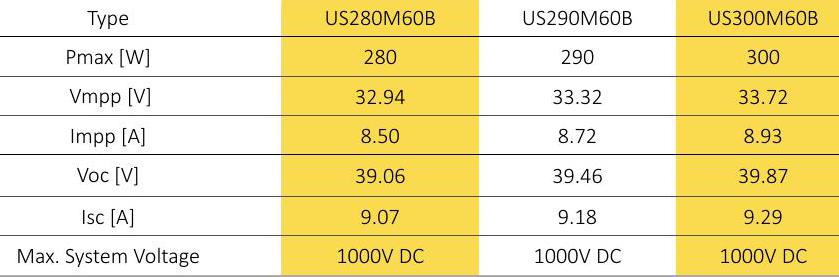 Type US280M60B US290M60B US300M60B
Pmax [W] 280 290 300
Vmpp [V] 32.94 33.32 33.72
Impp [A] 8.50 8.72 8.93
Voc [V] 39.06 39.46 39.87
Isc [A] 9.07 9.18 9.29
Max. System Voltage 1000V DC 1000V DC 1000V DC